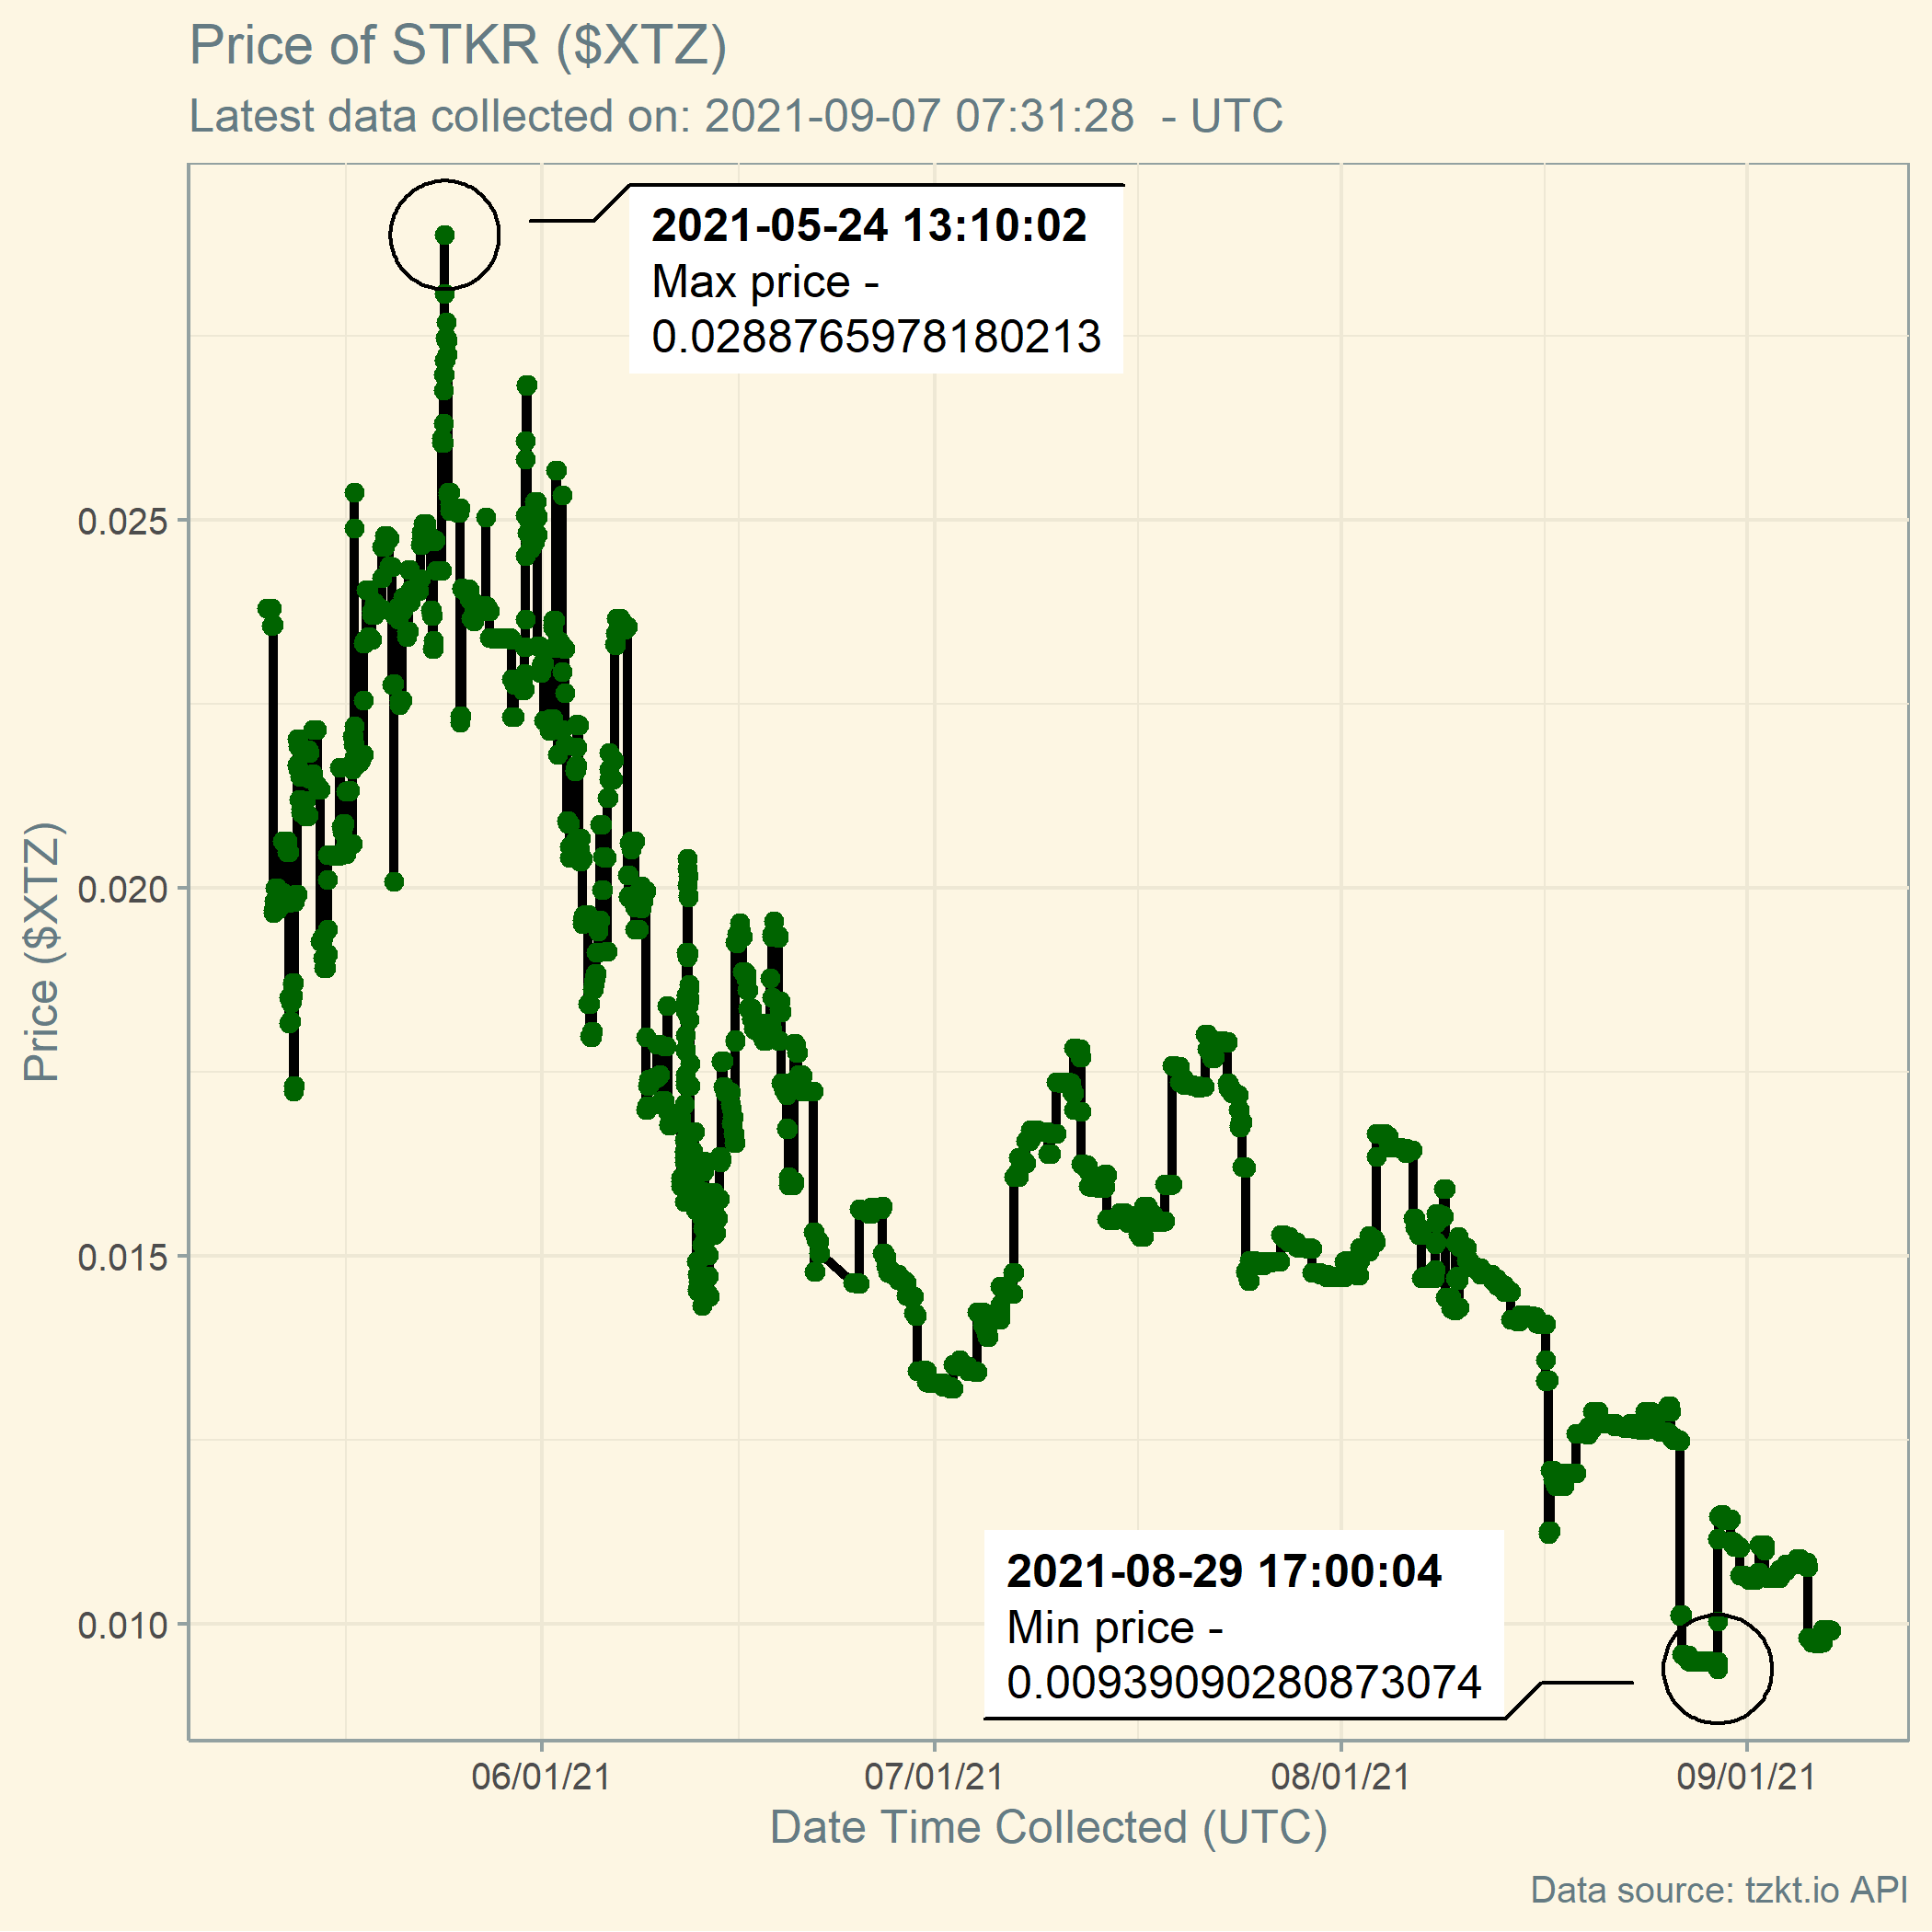 Price of STKR ($XTZ)
Latest data collected on: 2021-09-07 07:31:28  - UTC
2021-05-24 13:10:02
Max price -
0.0288765978180213
0.025
0.020
0.015
0.010
Price ($XTZ)
2021-08-29 17:00:04
Min price -
0.00939090280873074
06/01/21
07/01/21
08/01/21
09/01/21
Date Time Collected (UTC)
Data source: tzkt.io API